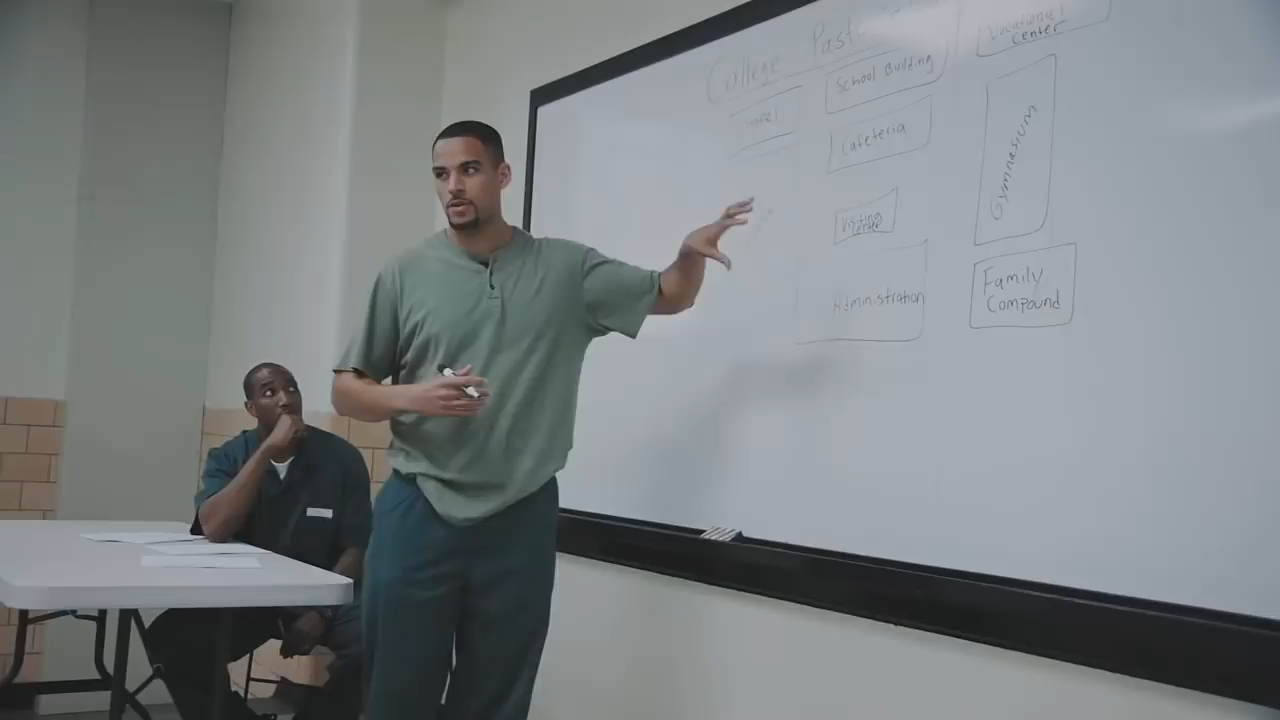 College
School Building
Cafeteria
Visiting
Center
Administration
Vocational
Center
Gymnasium
Family
Compound